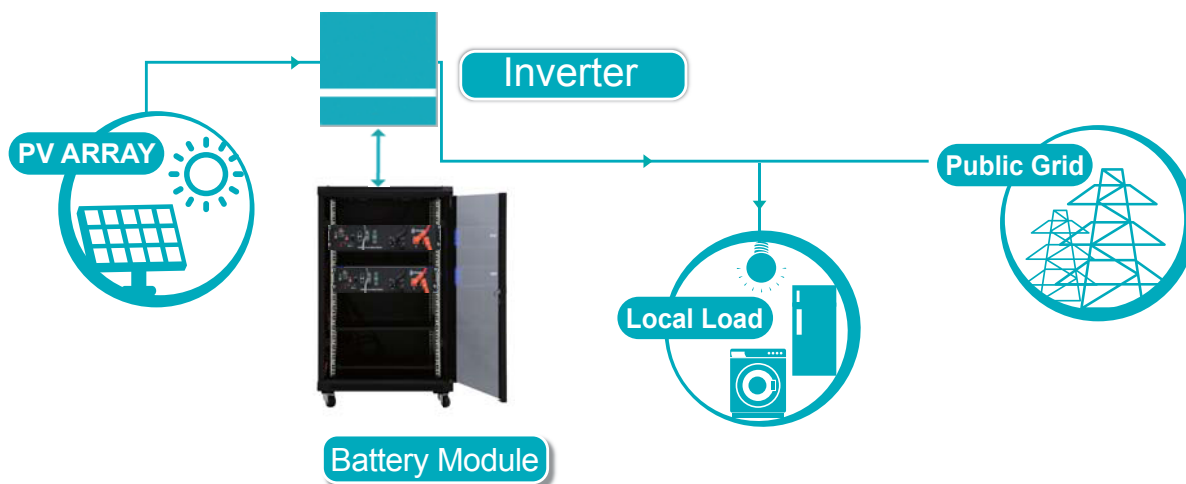 Inverter
PV ARRAY
Public Grid
Local Load
Battery Module